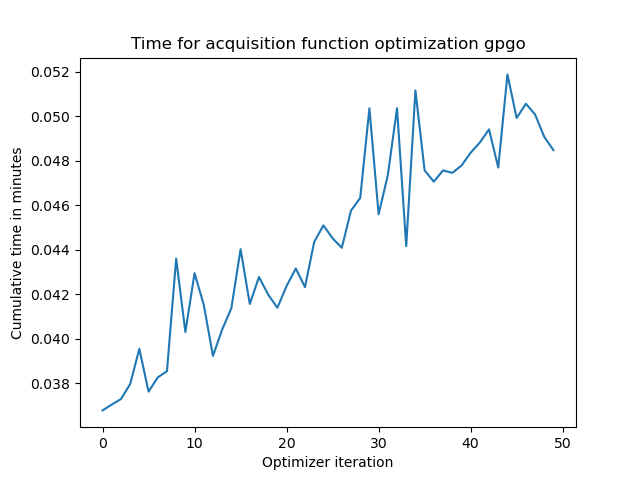 Time for acquisition function optimization gpgo
0.052
0.050
0.048
0.046
0.044
0.042
0.040
0.038
Cumulative time in minutes
0 10 20 30 40 50
Optimizer iteration